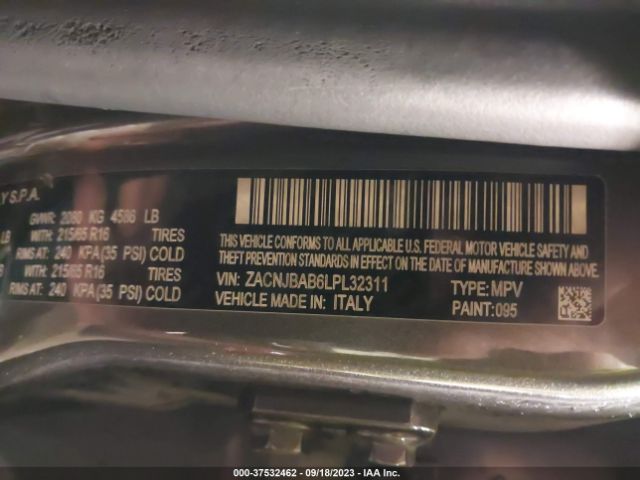 Y S.P.A.
GVWR: 2080 KG 4586 LB
LB WITH: 215/65 R16 TIRES
RIMS AT: 240 KPA(35 PSI) COLD
LB WITH: 215/65 R16 TIRES
RIMS AT: 240 KPA(35 PSI) COLD
THIS VEHICLE CONFORMS TO ALL APPLICABLE U.S. FEDERAL MOTOR VEHICLE SAFETY, BUMPER, AND
THEFT PREVENTION STANDARDS IN EFFECT ON THE DATE OF MANUFACTURE SHOWN ABOVE.
VIN: ZACNJBAB6LPL32311 TYPE: MPV
VEHICLE MADE IN: ITALY PAINT: 095
000-37532462 - 09/18/2023 - IAA Inc.